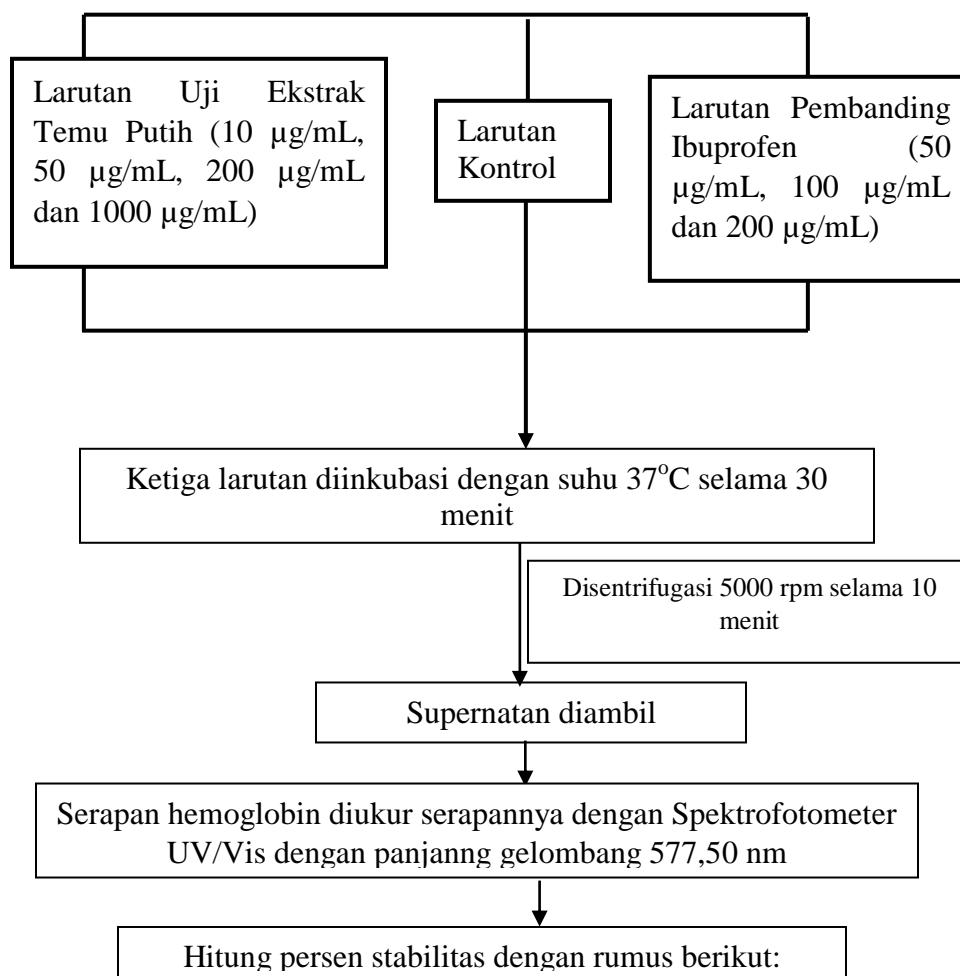 Larutan Uji Ekstrak
Temu Putih (10 µg/mL,
50 µg/mL, 200 µg/mL
dan 1000 µg/mL)
Larutan
Kontrol
Larutan Pembanding
Ibuprofen (50
µg/mL, 100 µg/mL
dan 200 µg/mL)
Ketiga larutan diinkubasi dengan suhu 37°C selama 30
menit
Disentrifugasi 5000 rpm selama 10
menit
Supernatan diambil
Serapan hemoglobin diukur serapannya dengan Spektrofotometer
UV/Vis dengan panjanng gelombang 577,50 nm
Hitung persen stabilitas dengan rumus berikut: